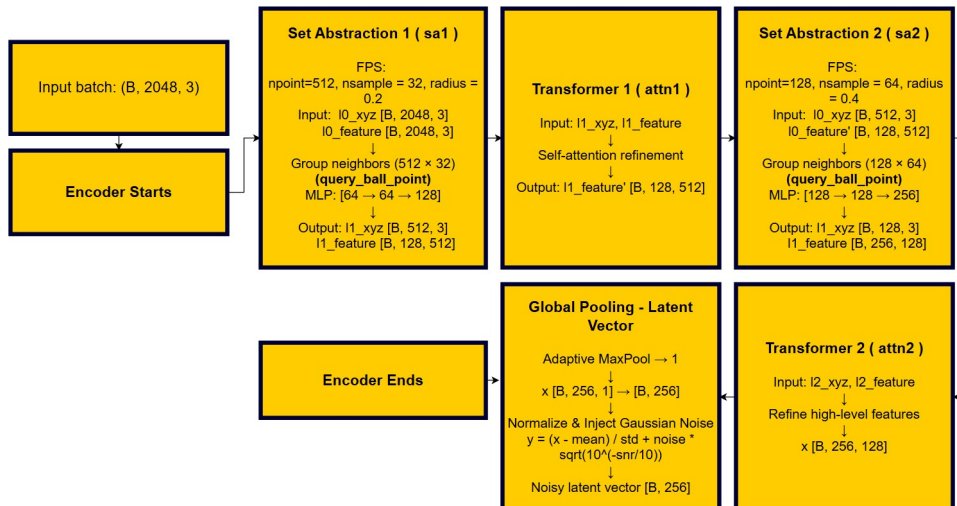 Input batch: (B, 2048, 3)
Encoder Starts
Set Abstraction 1 ( sa1 )
FPS:
npoint=512, nsample = 32, radius =
0.2
Input: l0_xyz [B, 2048, 3]
l0_feature [B, 2048, 3]
↓
Group neighbors (512 × 32)
(query_ball_point)
MLP: [64 → 64 → 128]
↓
Output: l1_xyz [B, 512, 3]
l1_feature [B, 128, 512]
Transformer 1 ( attn1 )
Input: l1_xyz, l1_feature
↓
Self-attention refinement
↓
Output: l1_feature' [B, 128, 512]
Set Abstraction 2 ( sa2 )
FPS:
npoint=128, nsample = 64, radius
= 0.4
Input: l0_xyz [B, 512, 3]
l0_feature' [B, 128, 512]
↓
Group neighbors (128 × 64)
(query_ball_point)
MLP: [128 → 128 → 256]
↓
Output: l1_xyz [B, 128, 3]
l1_feature [B, 256, 128]
Transformer 2 ( attn2 )
Input: l2_xyz, l2_feature
↓
Refine high-level features
↓
x [B, 256, 128]
Global Pooling - Latent
Vector
Adaptive MaxPool → 1
↓
x [B, 256, 1] → [B, 256]
↓
Normalize & Inject Gaussian Noise
y = (x - mean) / std + noise *
sqrt(10^(-snr/10))
↓
Noisy latent vector [B, 256]
Encoder Ends